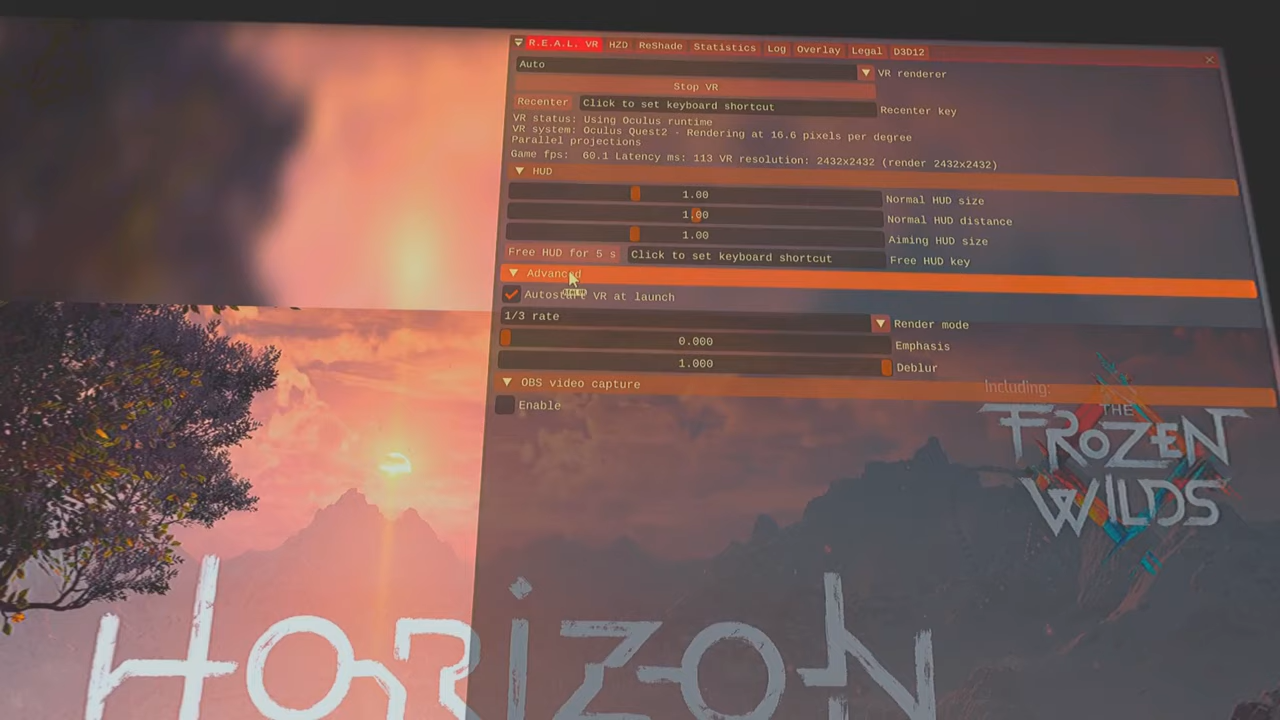 R.E.A.L. VR HZD ReShade Statistics Log Overlay Legal D3D12
Auto VR renderer
Stop VR
Recenter Click to set keyboard shortcut Recenter key
VR status: Using Oculus runtime
VR system: Oculus Quest2 - Rendering at 16.6 pixels per degree
Parallel projections
Game fps: 60.1 Latency ms: 113 VR resolution: 2432x2432 (render 2432x2432)
HUD
1.00 Normal HUD size
1.00 Normal HUD distance
1.00 Aiming HUD size
Free HUD for 5 s Click to set keyboard shortcut Free HUD key
Advanced
Autostart VR at launch
1/3 rate Render mode
0.000 Emphasis
1.000 Deblur
OBS video capture
Enable
Including:
THE
FROZEN
WILDS
HORIZON